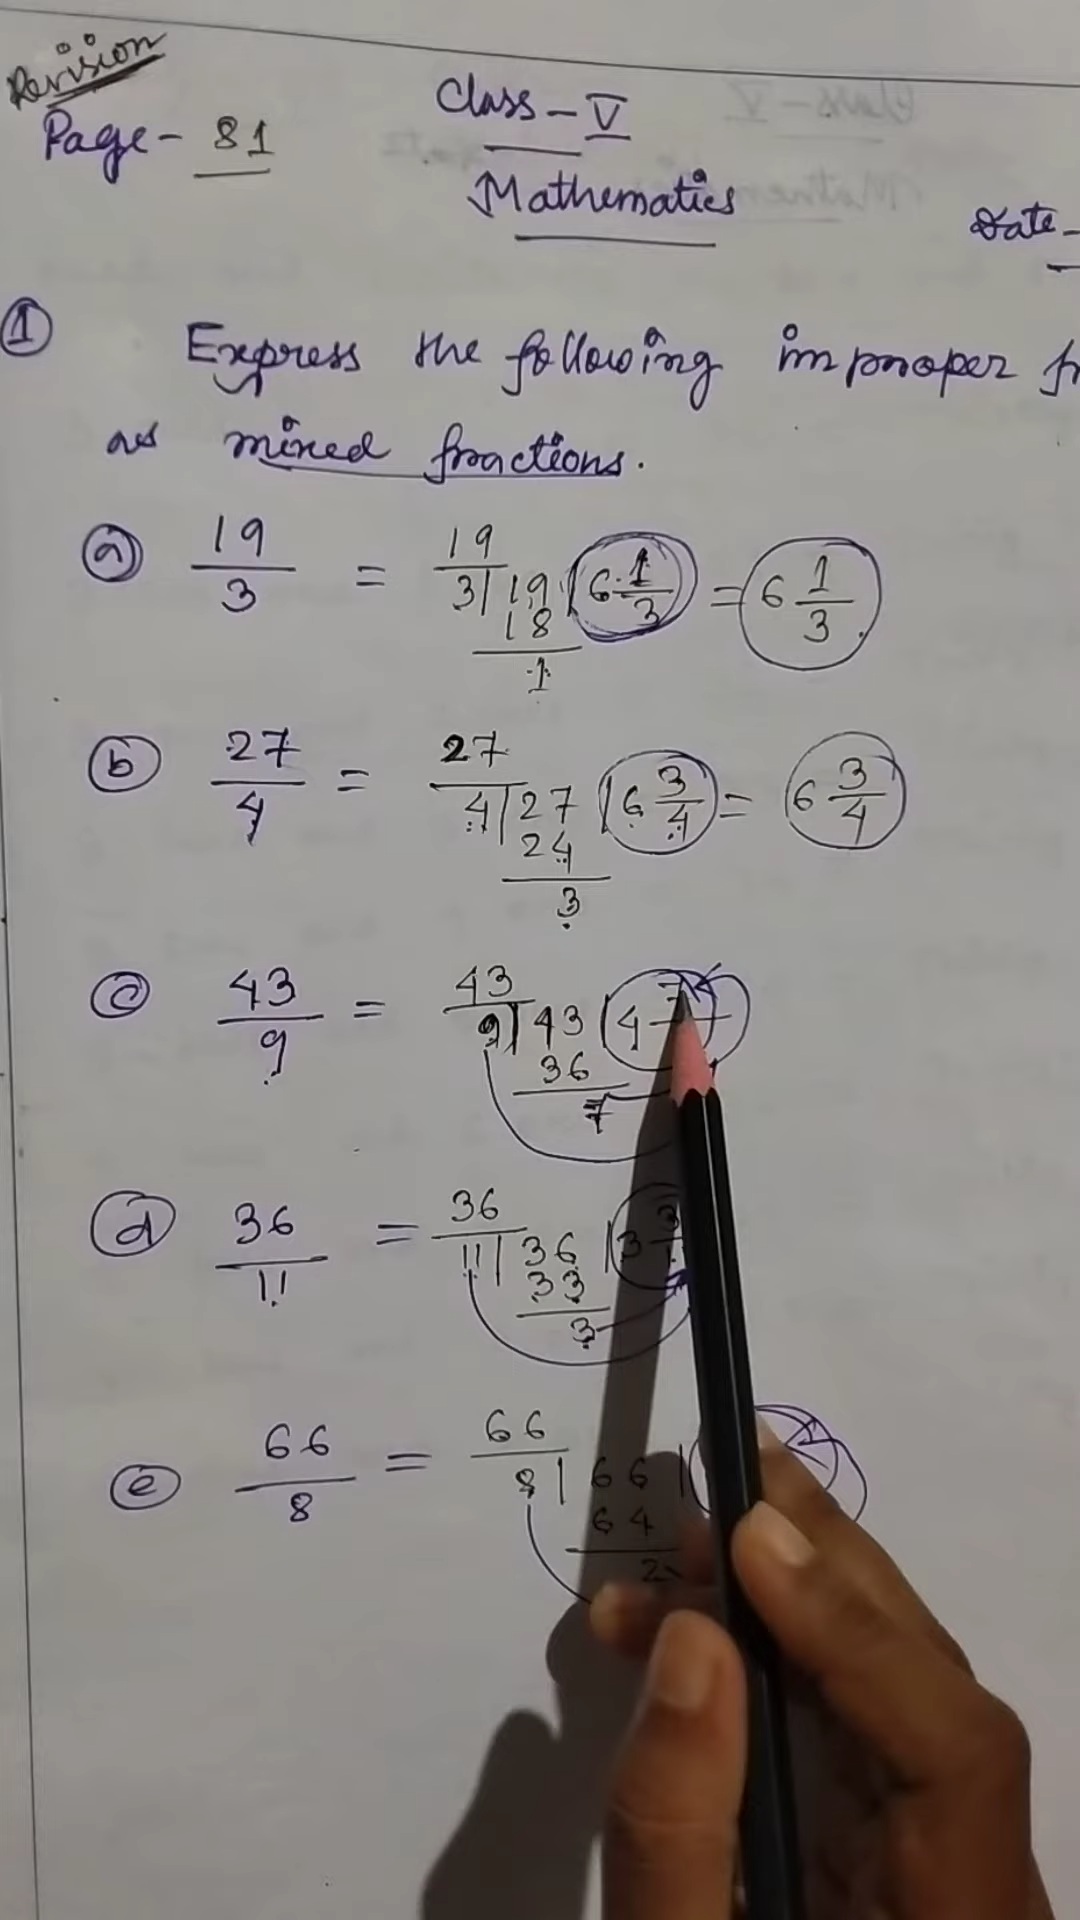 Revision
Page - 81
Class - V
Mathematics
Date -
① Express the following improper
as mined fractions.
ⓐ 19/3 = 19/3 | 19 | 6 1/3 = 6 1/3
18
1
ⓑ 27/4 = 27/4 | 27 | 6 3/4 = 6 3/4
24
3
ⓒ 43/9 = 43/9 | 43 | 4 7
36
7
ⓓ 36/11 = 36/11 | 36 | 3 3
33
3
ⓔ 66/8 = 66/8 | 66 |
64
2